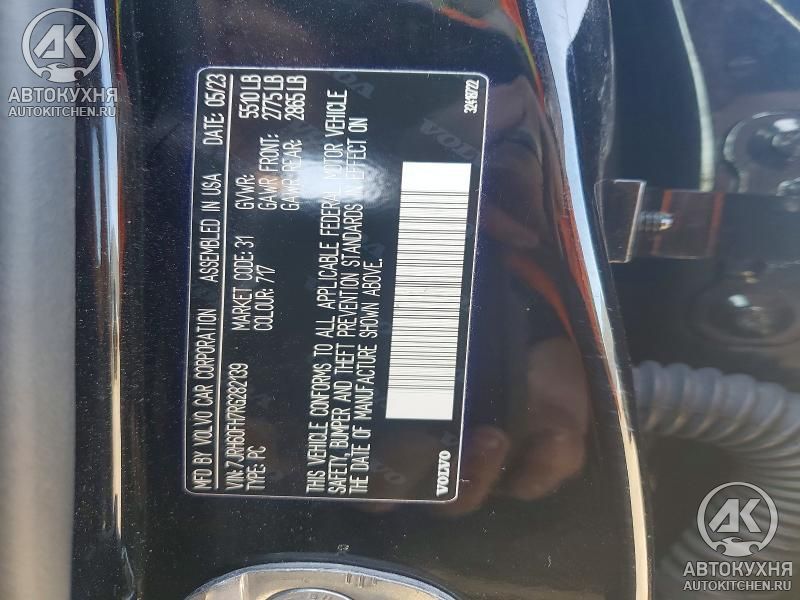 MFD BY VOLVO CAR CORPORATION ASSEMBLED IN USA DATE: 05/23
VIN: 7JRH60FH7RG282139 GVWR: 5510 LB
TYPE: PC MARKET CODE: 31 GAWR FRONT: 2775 LB
COLOUR: 717 GAWR REAR: 2865 LB
THIS VEHICLE CONFORMS TO ALL APPLICABLE FEDERAL MOTOR VEHICLE
SAFETY, BUMPER AND THEFT PREVENTION STANDARDS IN EFFECT ON
THE DATE OF MANUFACTURE SHOWN ABOVE.
VOLVO
32418722
АК
АВТОКУХНЯ
AUTOKITCHEN.RU
АК
АВТОКУХНЯ
AUTOKITCHEN.RU